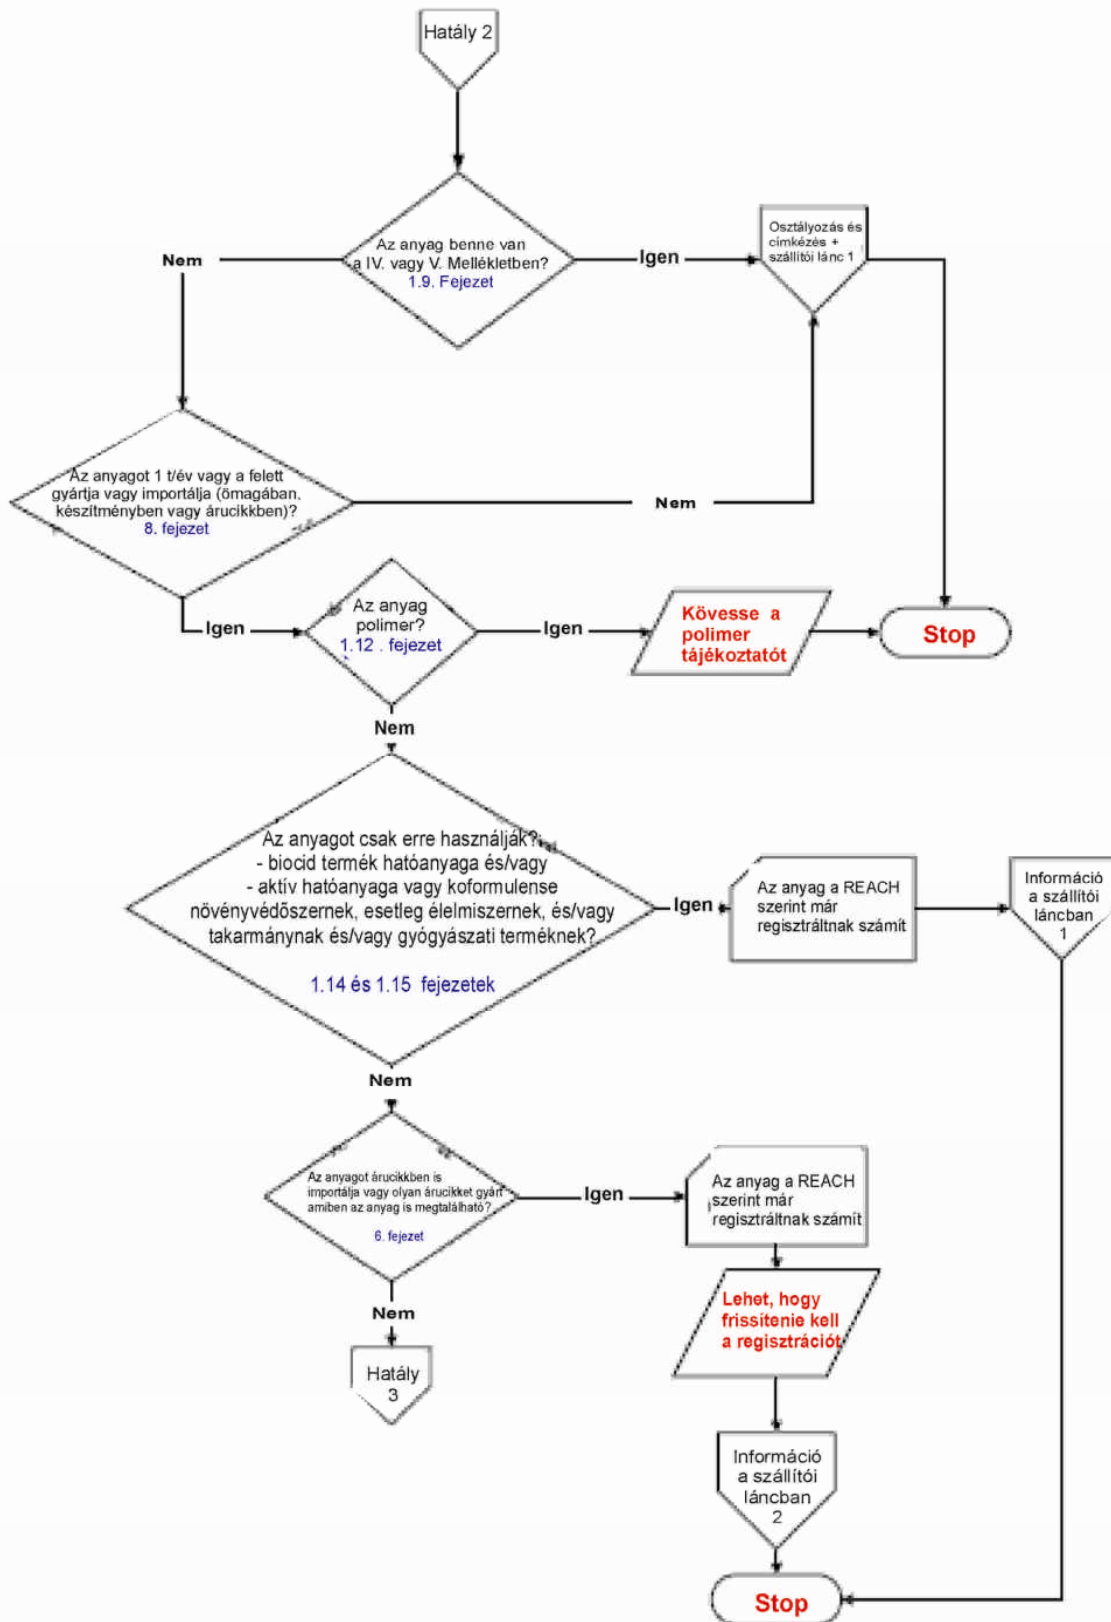 Hatály 2
Az anyag benne van
a IV. vagy V. Mellékletben?
1.9. Fejezet
Nem
Igen
Osztályozás és
címkézés +
szállítói lánc 1
Az anyagot 1 t/év vagy a felett
gyártja vagy importálja (ömagában,
készítményben vagy árucikkben)?
8. fejezet
Nem
Igen
Az anyag
polimer?
1.12 . fejezet
Igen
Kövesse a
polimer
tájékoztatót
Stop
Nem
Az anyagot csak erre használják?
- biocid termék hatóanyaga és/vagy
- aktív hatóanyaga vagy koformulense
növényvédõszernek, esetleg élelmiszernek, és/vagy
takarmánynak és/vagy gyógyászati terméknek?
1.14 és 1.15 fejezetek
Igen
Az anyag a REACH
szerint már
regisztráltnak számít
Információ
a szállítói
láncban
1
Nem
Az anyagot árucikkben is
importálja vagy olyan árucikket gyárt
amiben az anyag is megtalálható?
6. fejezet
Igen
Az anyag a REACH
szerint már
regisztráltnak számít
Lehet, hogy
frissítenie kell
a regisztrációt
Nem
Hatály
3
Információ
a szállítói
láncban
2
Stop